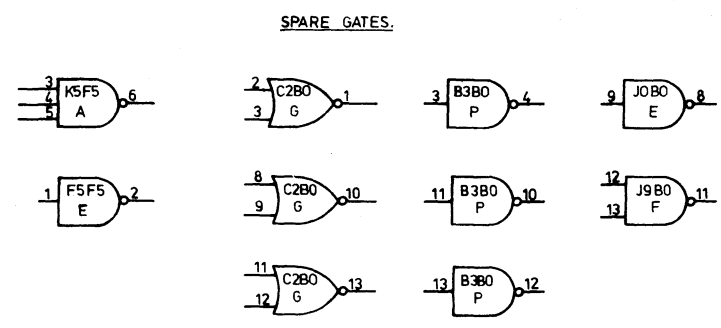 SPARE GATES.
3
4
5
K5F5
A
6
2
3
C2B0
G
1
3
B3B0
P
4
9
J0B0
E
8
1
F5F5
E
2
8
9
C2B0
G
10
11
B3B0
P
10
12
13
J9B0
F
11
11
12
C2B0
G
13
13
B3B0
P
12